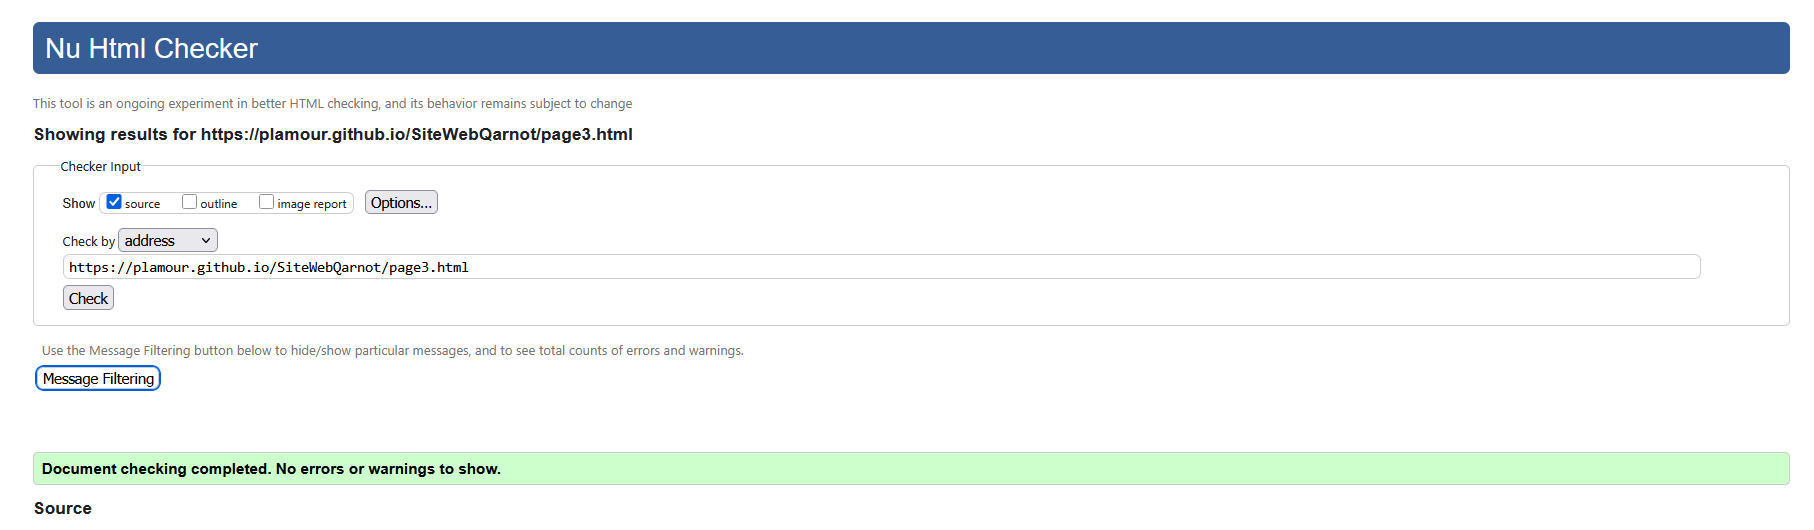 Nu Html Checker
This tool is an ongoing experiment in better HTML checking, and its behavior remains subject to change
Showing results for https://plamour.github.io/SiteWebQarnot/page3.html
Checker Input
Show source outline image report Options...
Check by address
https://plamour.github.io/SiteWebQarnot/page3.html
Check
Use the Message Filtering button below to hide/show particular messages, and to see total counts of errors and warnings.
Message Filtering
Document checking completed. No errors or warnings to show.
Source